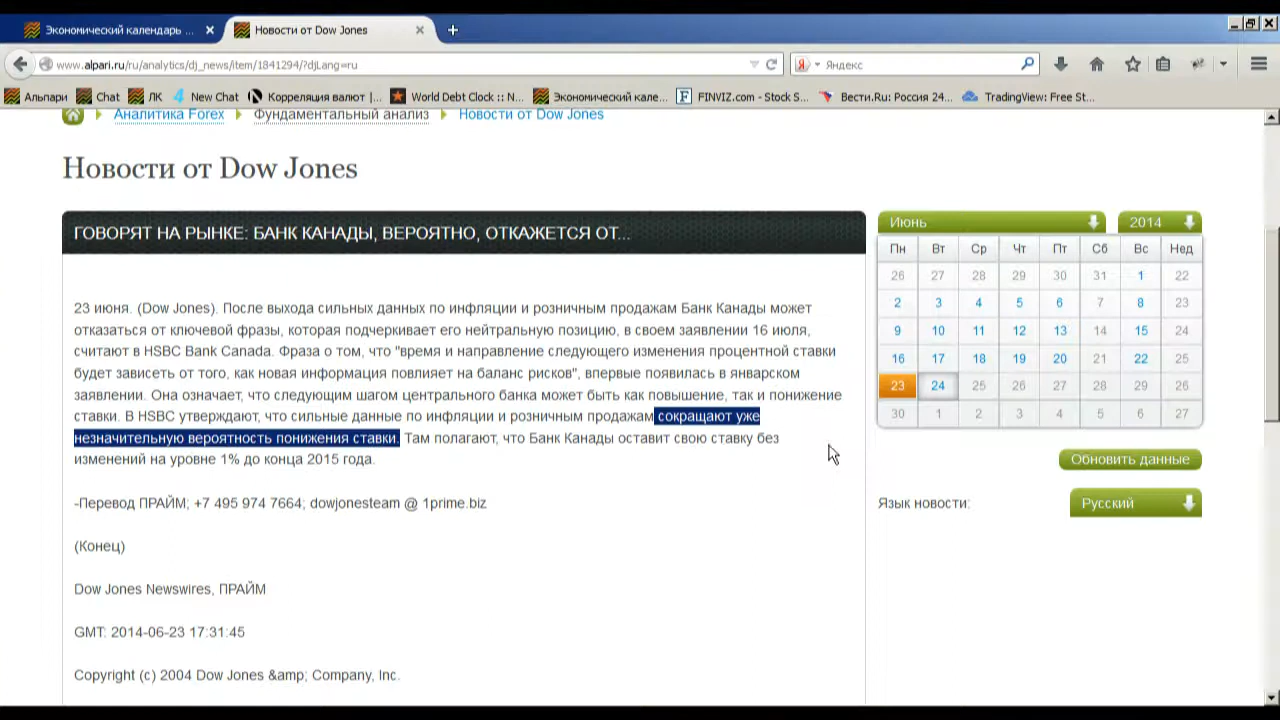 Экономический календарь ...
Новости от Dow Jones
www.alpari.ru/ru/analytics/dj_news/item/1841294/?djLang=ru
Яндекс
Альпари Chat ЛК New Chat Корреляция валют |... World Debt Clock :: N... Экономический кале... FINVIZ.com - Stock S... Вести.Ru: Россия 24... TradingView: Free St...
Аналитика Forex Фундаментальный анализ Новости от Dow Jones
Новости от Dow Jones
ГОВОРЯТ НА РЫНКЕ: БАНК КАНАДЫ, ВЕРОЯТНО, ОТКАЖЕТСЯ ОТ...
23 июня. (Dow Jones). После выхода сильных данных по инфляции и розничным продажам Банк Канады может
отказаться от ключевой фразы, которая подчеркивает его нейтральную позицию, в своем заявлении 16 июля,
считают в HSBC Bank Canada. Фраза о том, что "время и направление следующего изменения процентной ставки
будет зависеть от того, как новая информация повлияет на баланс рисков", впервые появилась в январском
заявлении. Она означает, что следующим шагом центрального банка может быть как повышение, так и понижение
ставки. В HSBC утверждают, что сильные данные по инфляции и розничным продажам сокращают уже
незначительную вероятность понижения ставки. Там полагают, что Банк Канады оставит свою ставку без
изменений на уровне 1% до конца 2015 года.
-Перевод ПРАЙМ; +7 495 974 7664; dowjonesteam @ 1prime.biz
(Конец)
Dow Jones Newswires, ПРАЙМ
GMT: 2014-06-23 17:31:45
Copyright (c) 2004 Dow Jones &amp; Company, Inc.
Июнь 2014
Пн Вт Ср Чт Пт Сб Вс Нед
26 27 28 29 30 31 1 22
2 3 4 5 6 7 8 23
9 10 11 12 13 14 15 24
16 17 18 19 20 21 22 25
23 24 25 26 27 28 29 26
30 1 2 3 4 5 6 27
Обновить данные
Язык новости: Русский